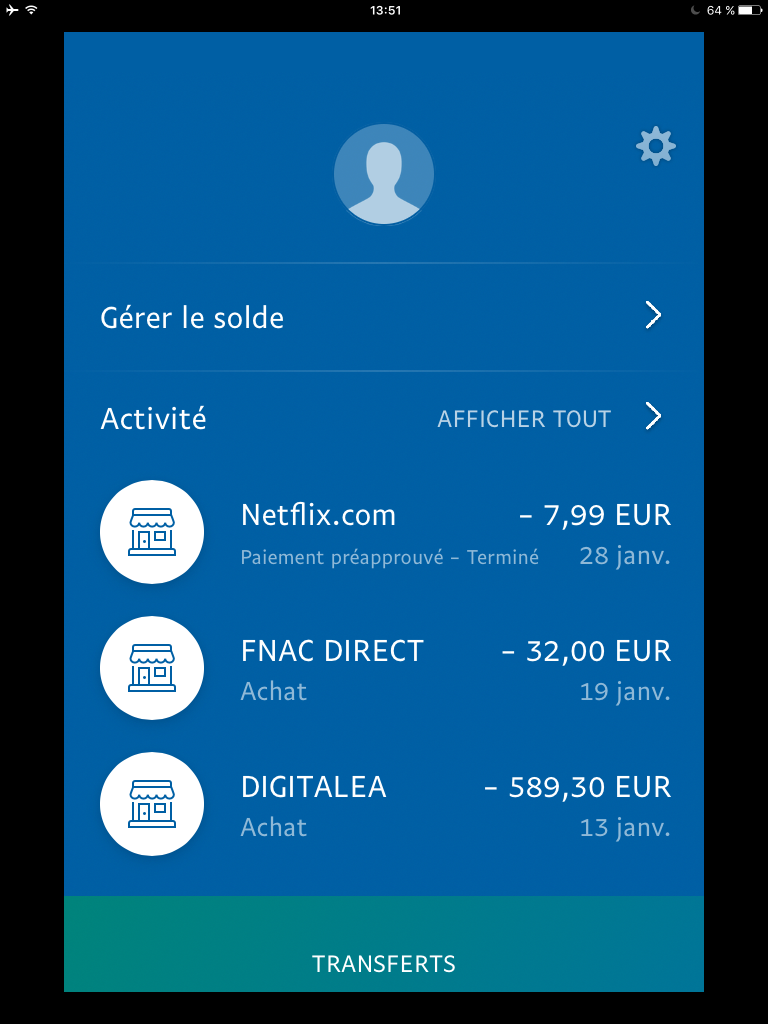 13:51
64 %
Gérer le solde
Activité AFFICHER TOUT
Netflix.com – 7,99 EUR
Paiement préapprouvé – Terminé 28 janv.
FNAC DIRECT – 32,00 EUR
Achat 19 janv.
DIGITALEA – 589,30 EUR
Achat 13 janv.
TRANSFERTS